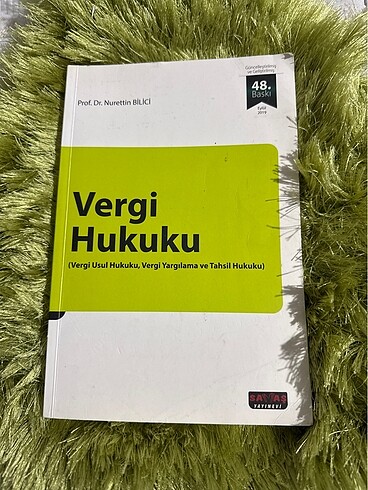 Güncelleştirilmiş
ve Geliştirilmiş
48.
Baskı
Eylül
2019
Prof. Dr. Nurettin BİLİCİ
Vergi
Hukuku
(Vergi Usul Hukuku, Vergi Yargılama ve Tahsil Hukuku)
SAVAŞ
YAYINEVİ